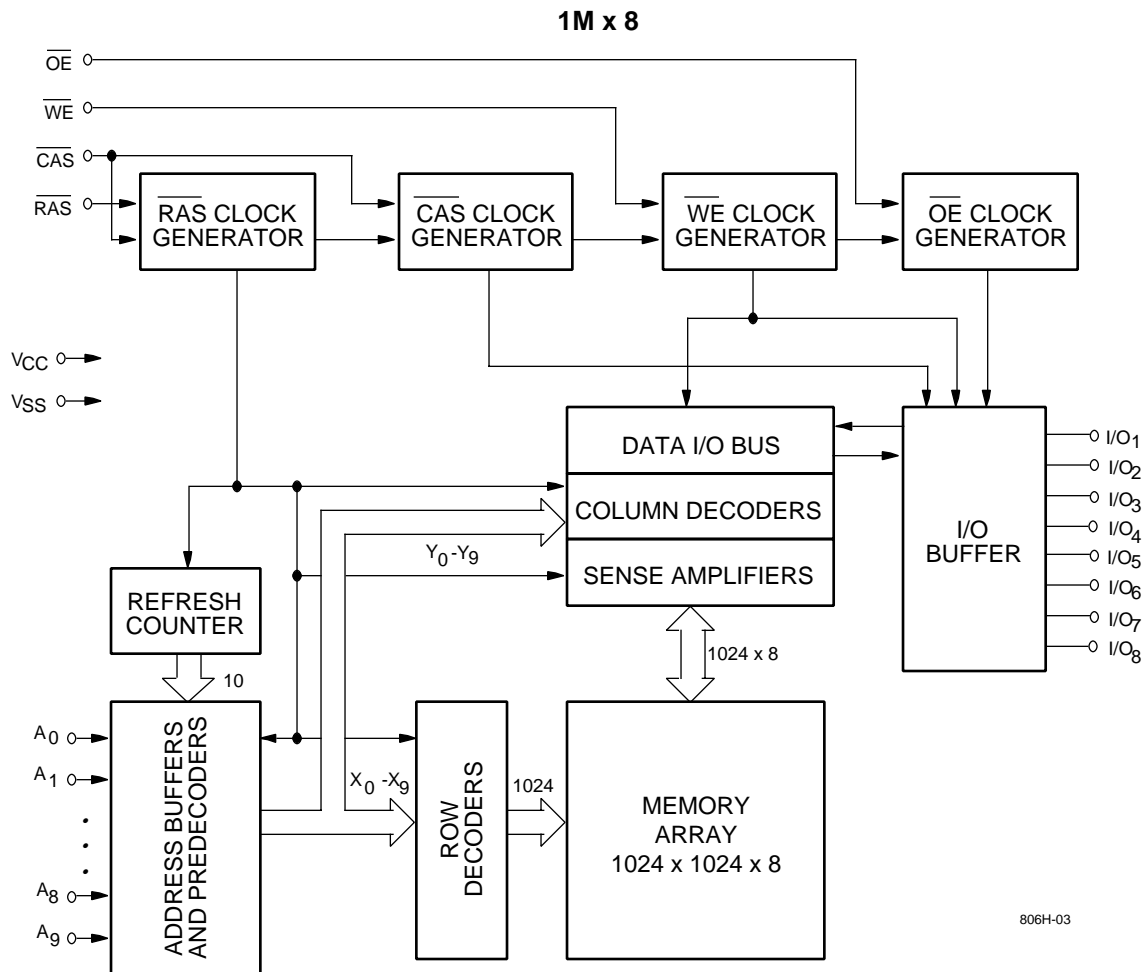 1M x 8
OE
WE
CAS
RAS
RAS CLOCK
GENERATOR
CAS CLOCK
GENERATOR
WE CLOCK
GENERATOR
OE CLOCK
GENERATOR
VCC
VSS
DATA I/O BUS
COLUMN DECODERS
SENSE AMPLIFIERS
Y0-Y9
I/O
BUFFER
I/O1
I/O2
I/O3
I/O4
I/O5
I/O6
I/O7
I/O8
REFRESH
COUNTER
10
1024 x 8
A0
A1
A8
A9
ADDRESS BUFFERS
AND PREDECODERS
X0 -X9
ROW
DECODERS
1024
MEMORY
ARRAY
1024 x 1024 x 8
806H-03